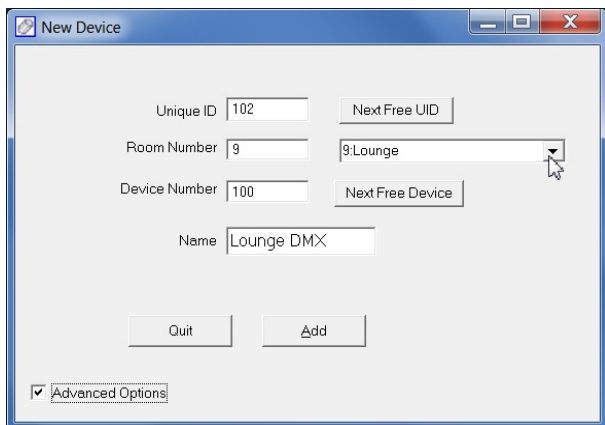 New Device
Unique ID 102 Next Free UID
Room Number 9 9:Lounge
Device Number 100 Next Free Device
Name Lounge DMX
Quit Add
Advanced Options